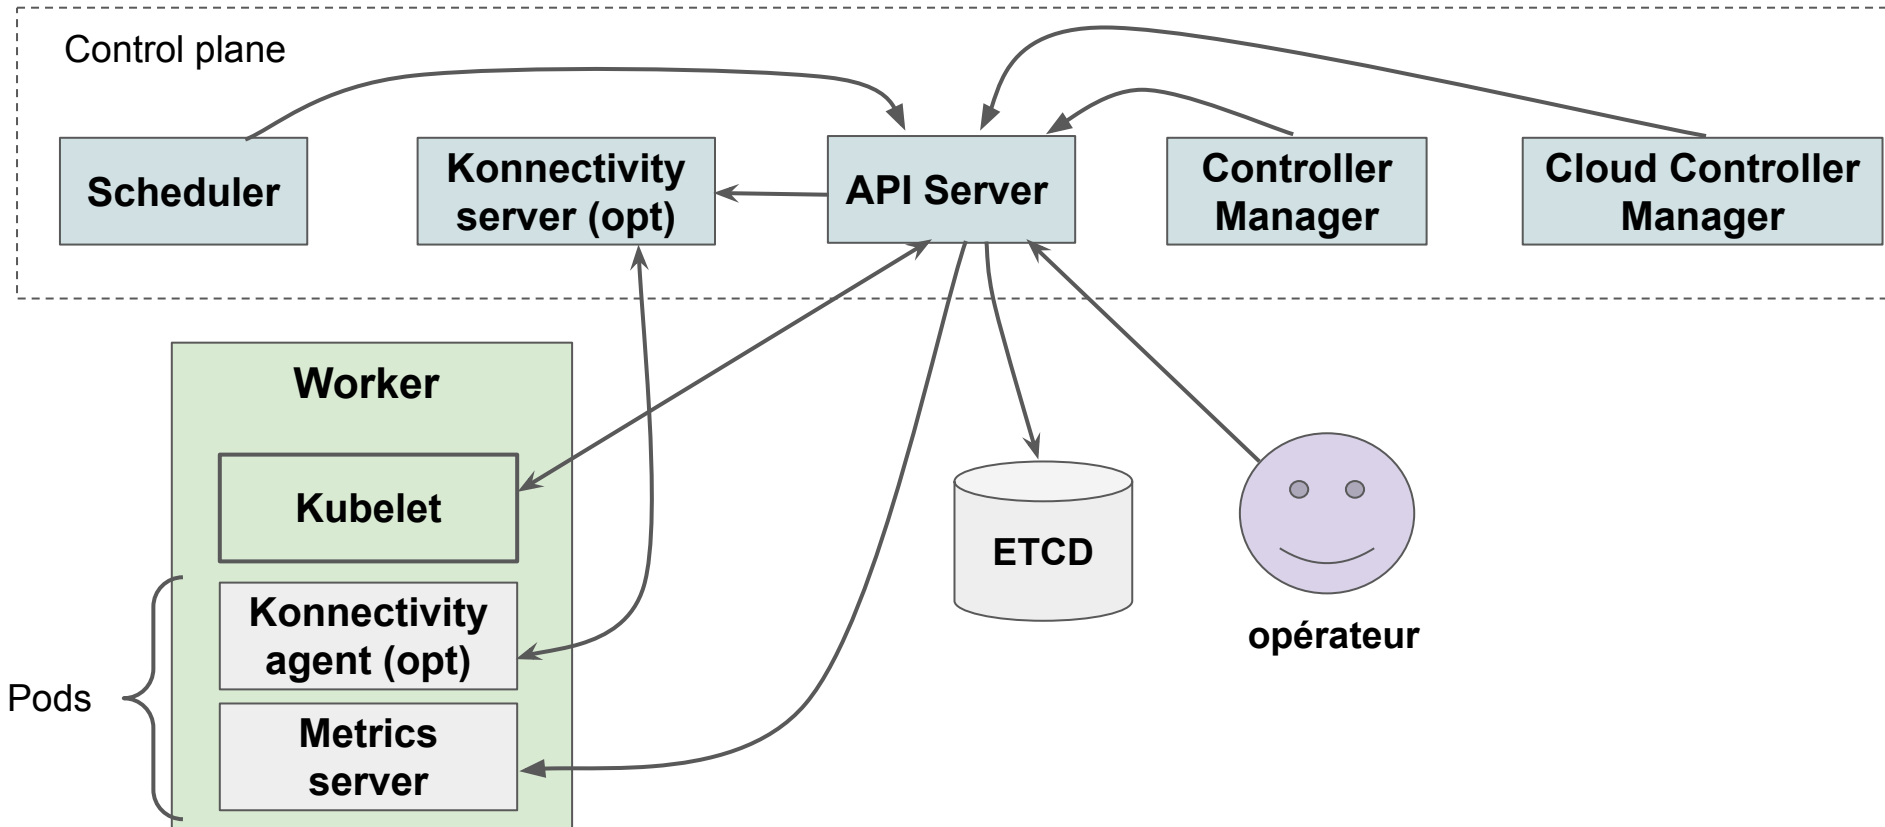 Control plane
Scheduler
Konnectivity
server (opt)
API Server
Controller
Manager
Cloud Controller
Manager
Worker
Kubelet
Konnectivity
agent (opt)
Pods
Metrics
server
ETCD
opérateur